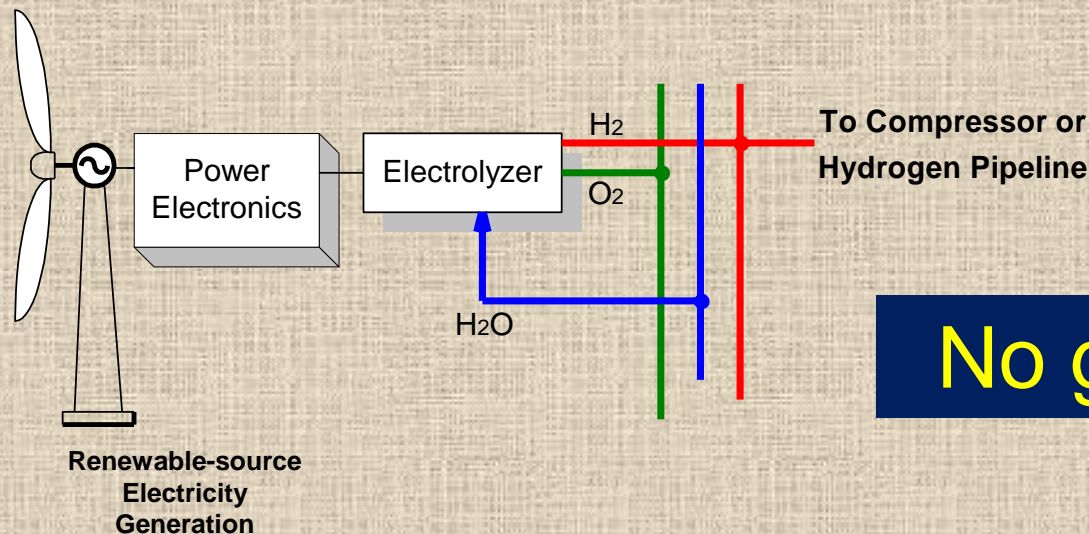 H2
To Compressor or
Hydrogen Pipeline
Power
Electronics
Electrolyzer
O2
H2O
No
Renewable-source
Electricity
Generation